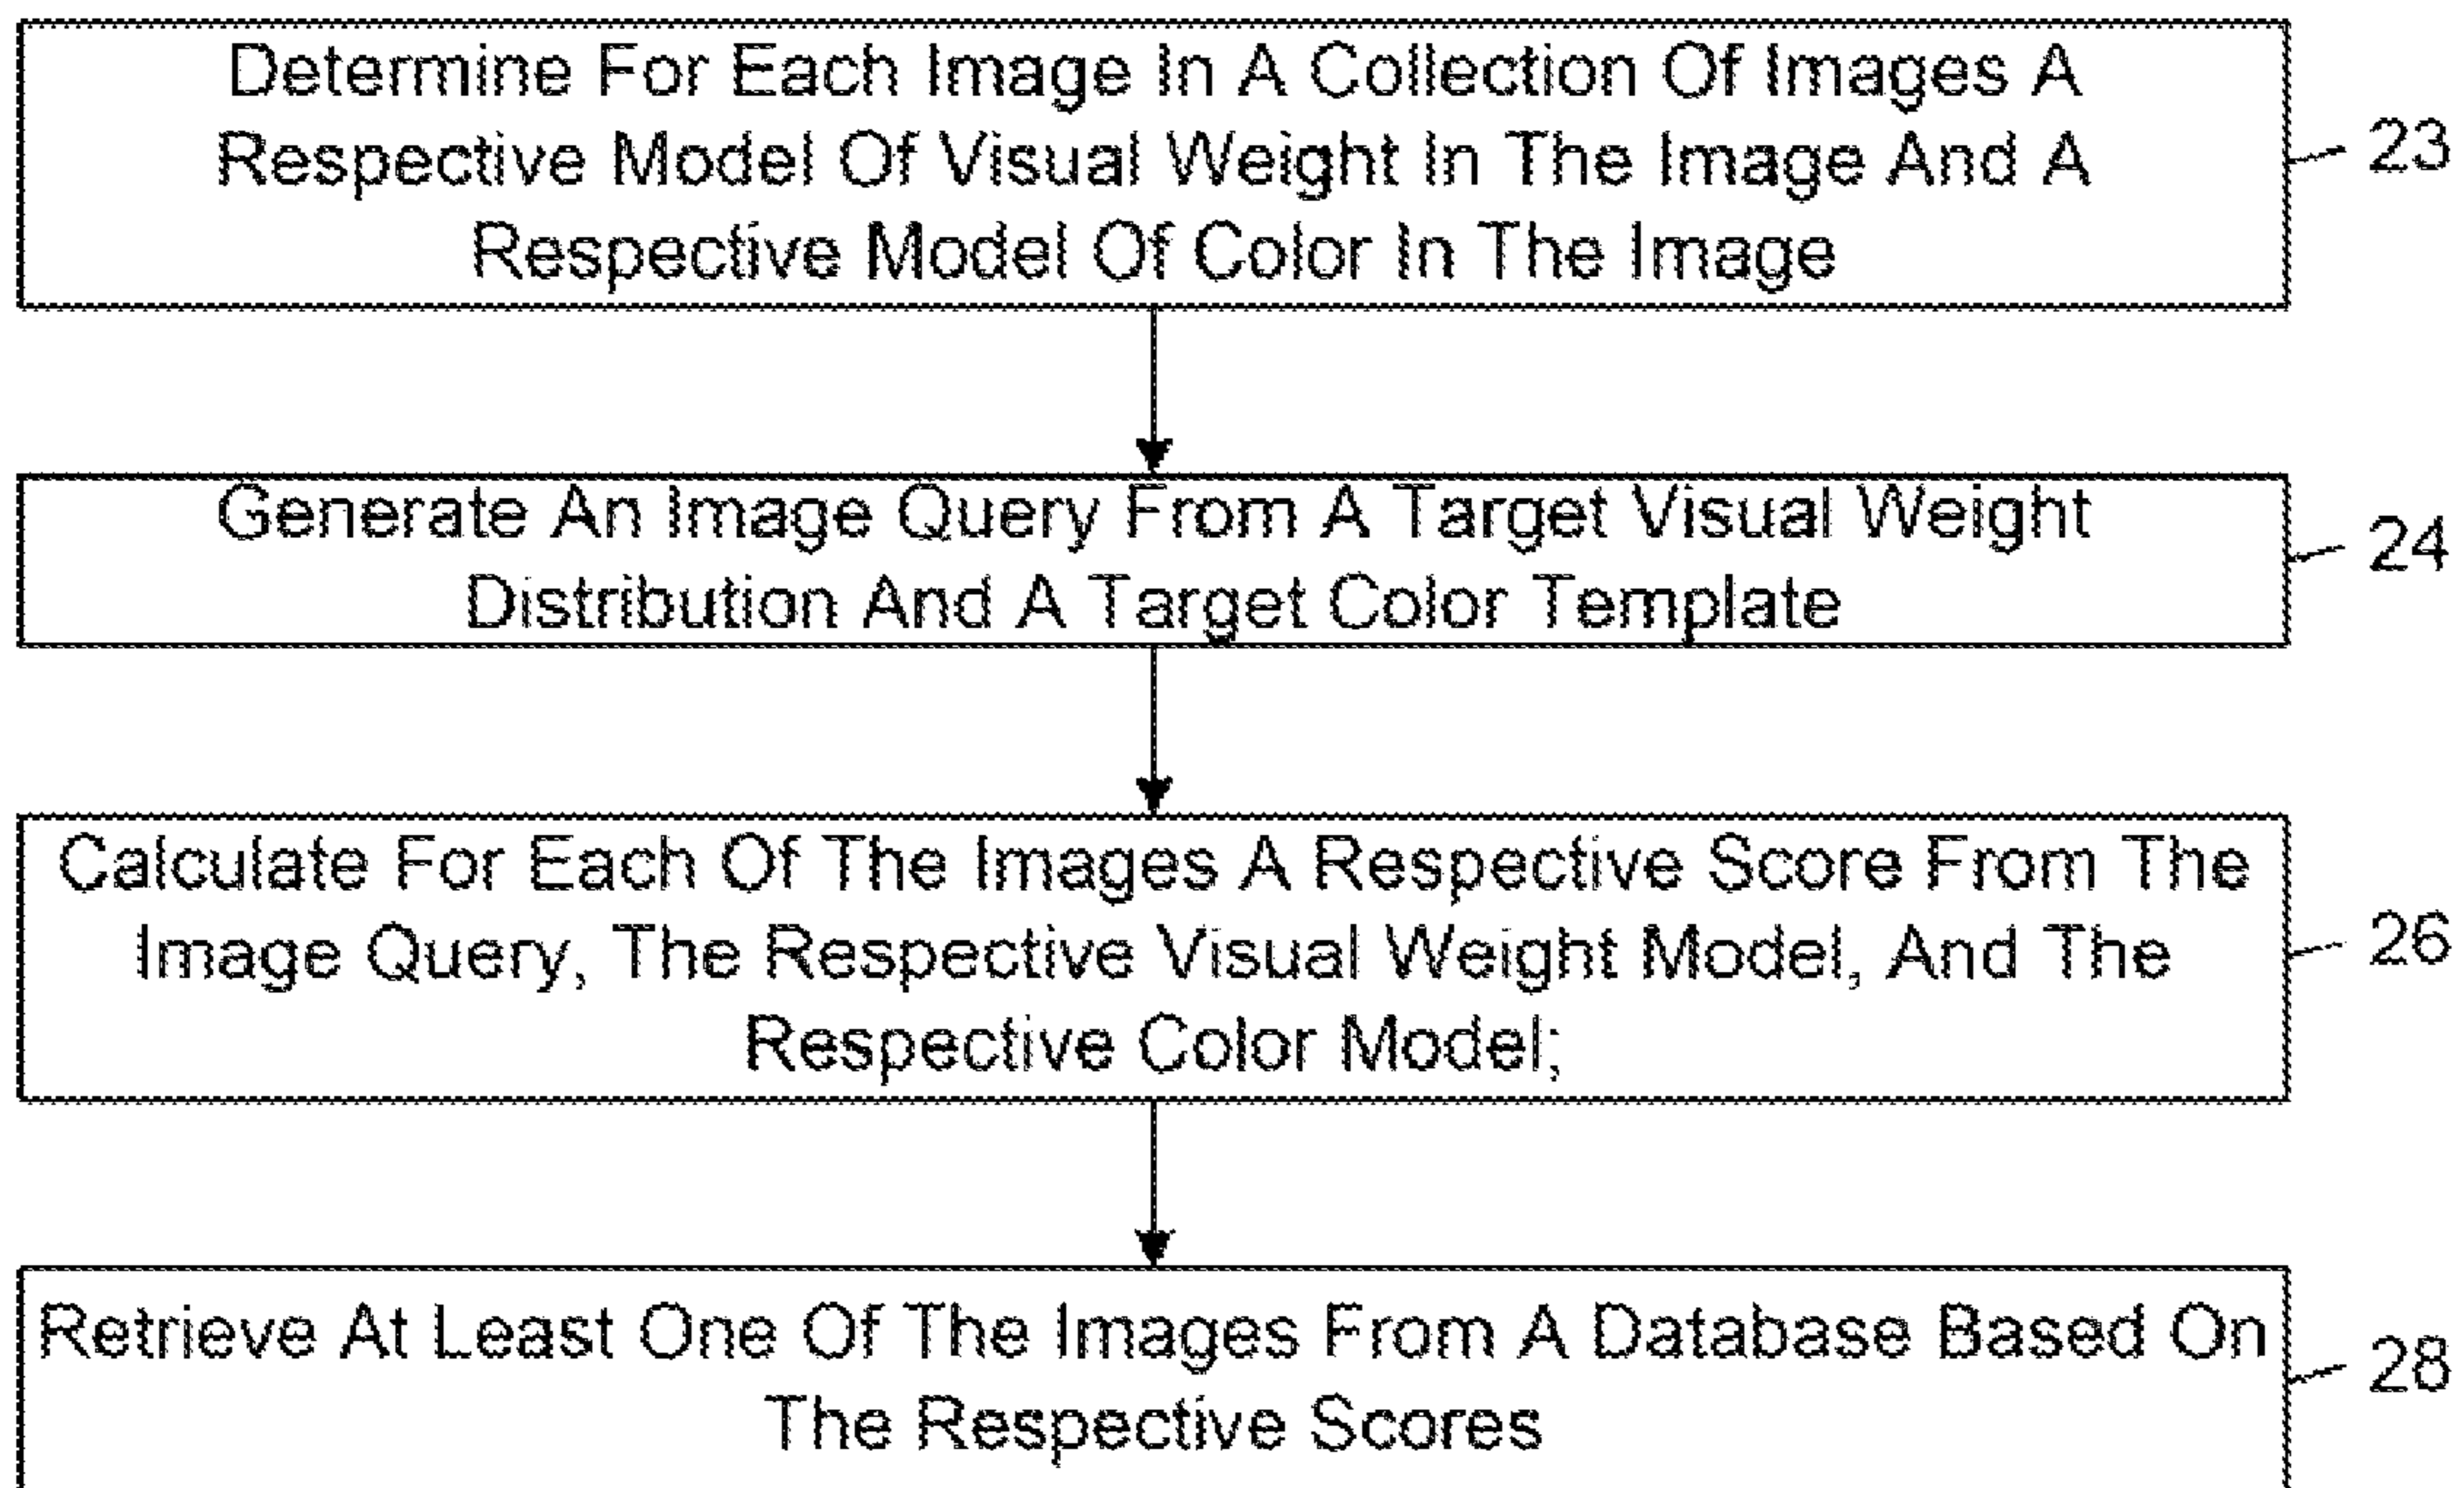 Determine For Each Image In A Collection Of Images A
Respective Model Of Visual Weight In The Image And A
Respective Model Of Color In The Image
23
Generate An Image Query From A Target Visual Weight
Distribution And A Target Color Template
24
Calculate For Each Of The Images A Respective Score From The
Image Query, The Respective Visual Weight Model, And The
Respective Color Model;
26
Retrieve At Least One Of The Images From A Database Based On
The Respective Scores
28